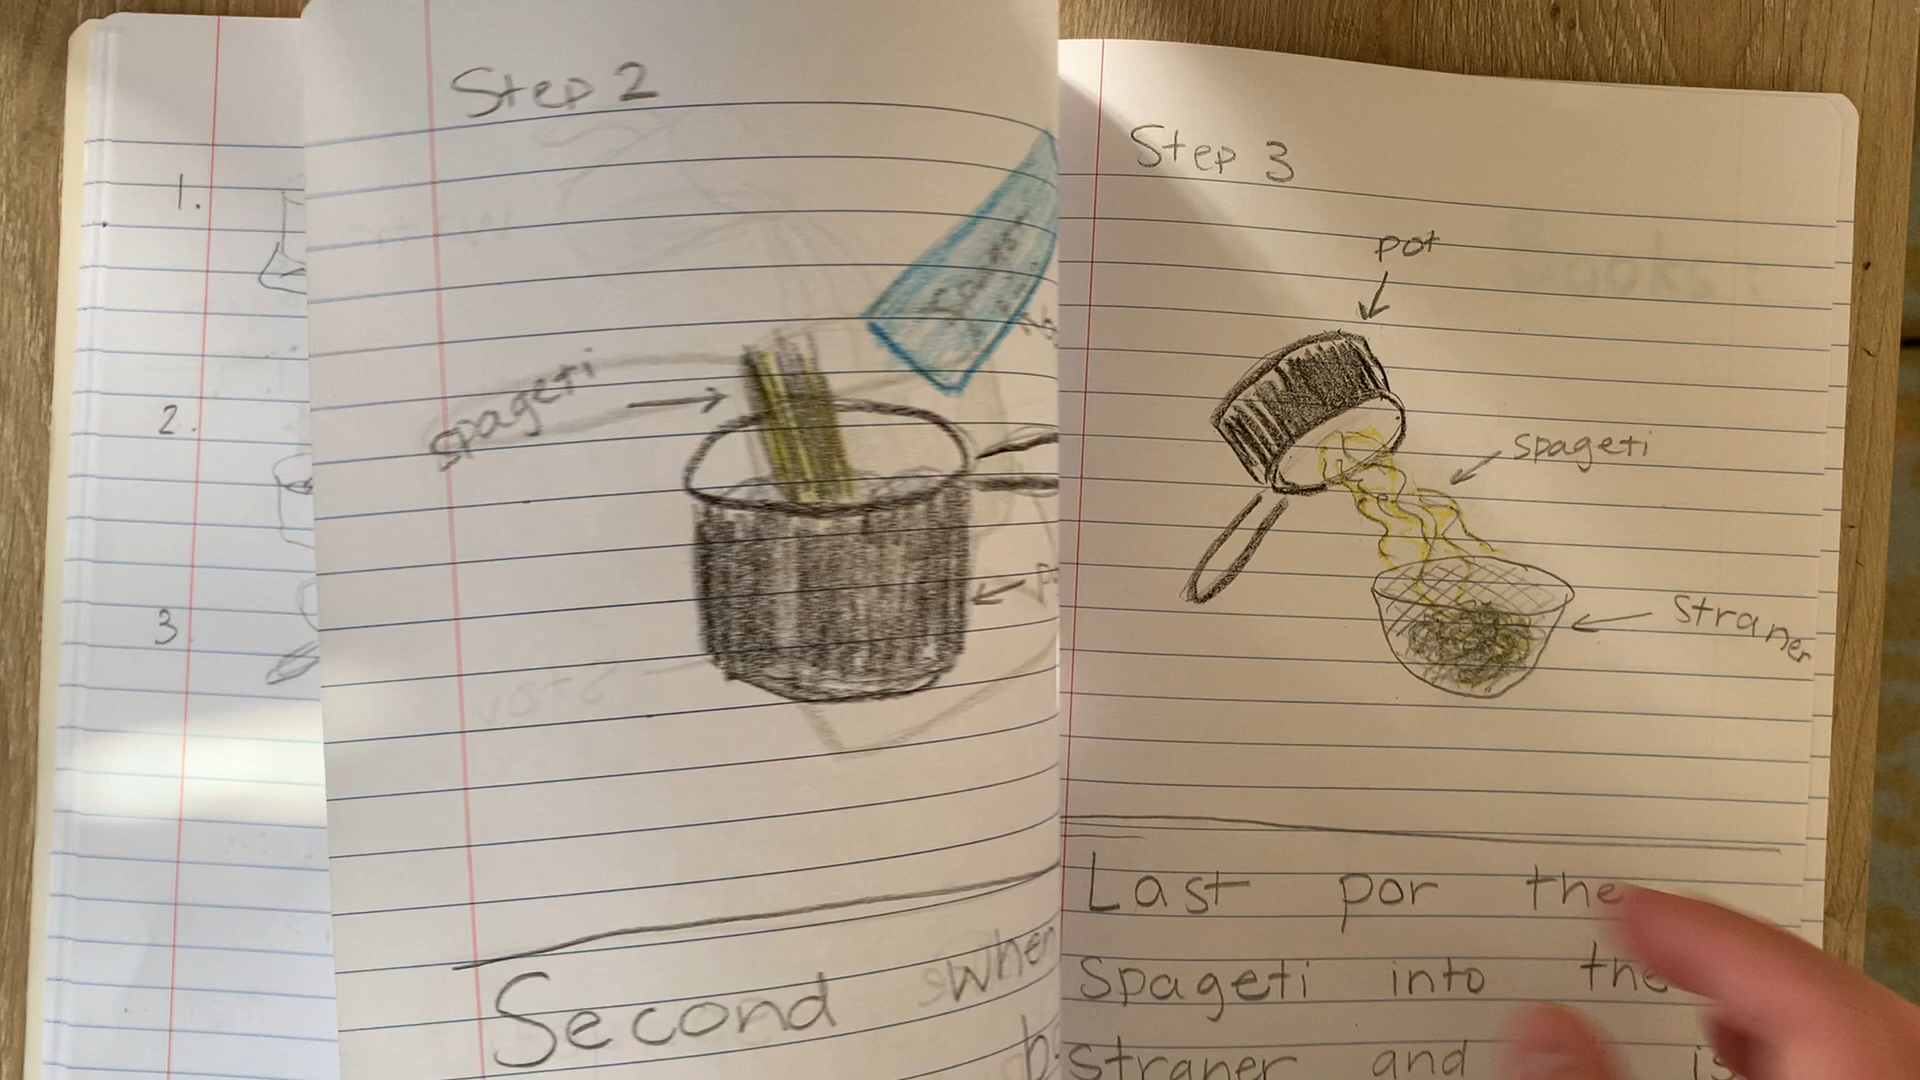 1.
2.
3.
Step 2
spageti
Second when
Step 3
pot
spageti
straner
Last por the
Spageti into the
straner and is